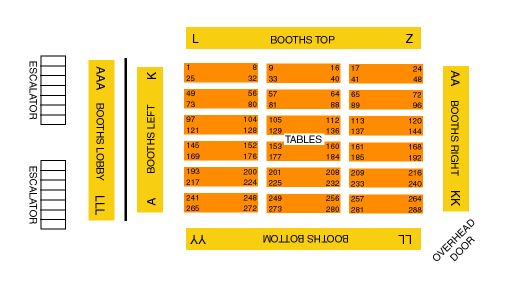 L BOOTHS TOP Z
ESCALATOR
AAA BOOTHS LOBBY LLL
K BOOTHS LEFT A
1 8 9 16 17 24
25 32 33 40 41 48
49 56 57 64 65 72
73 80 81 88 89 96
97 104 105 112 113 120
121 128 129 136 137 144
TABLES
145 152 153 160 161 168
169 176 177 184 185 192
193 200 201 208 209 216
217 224 225 232 233 240
241 248 249 256 257 264
265 272 273 280 281 288
AA BOOTHS RIGHT KK
ESCALATOR
YY BOOTHS BOTTOM LL
OVERHEAD
DOOR